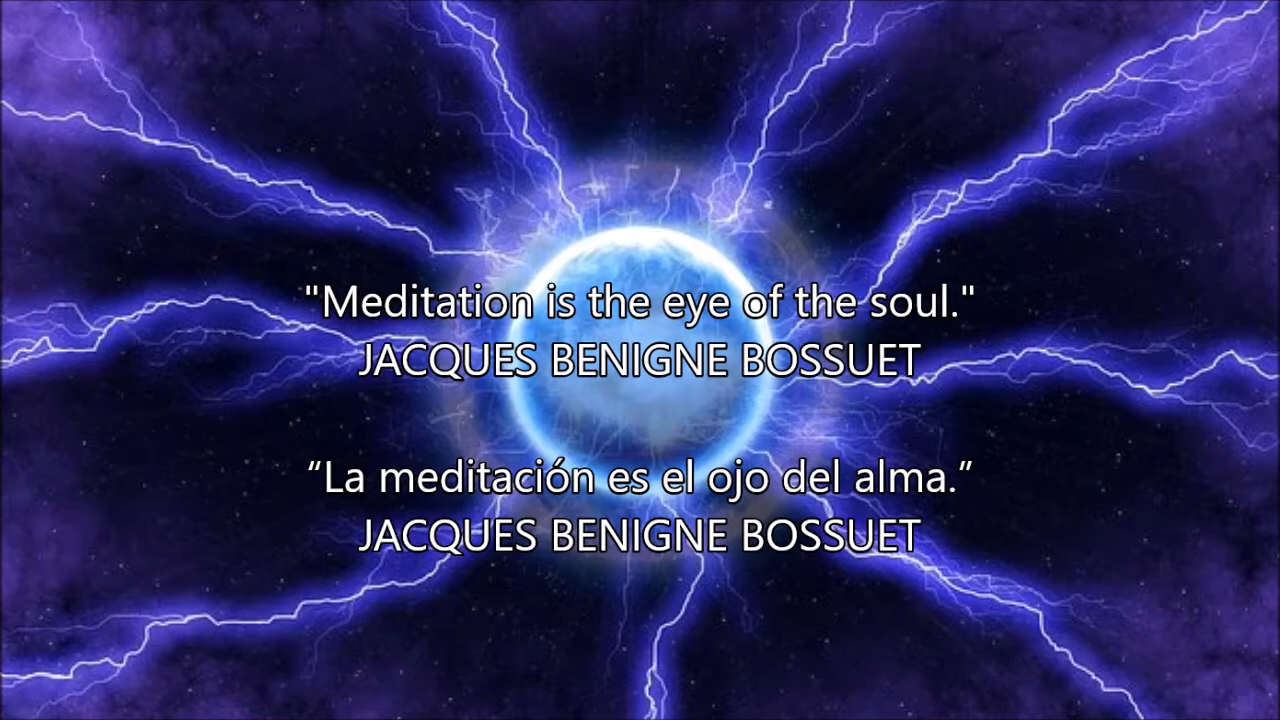 "Meditation is the eye of the soul."
JACQUES BENIGNE BOSSUET
“La meditación es el ojo del alma.”
JACQUES BENIGNE BOSSUET